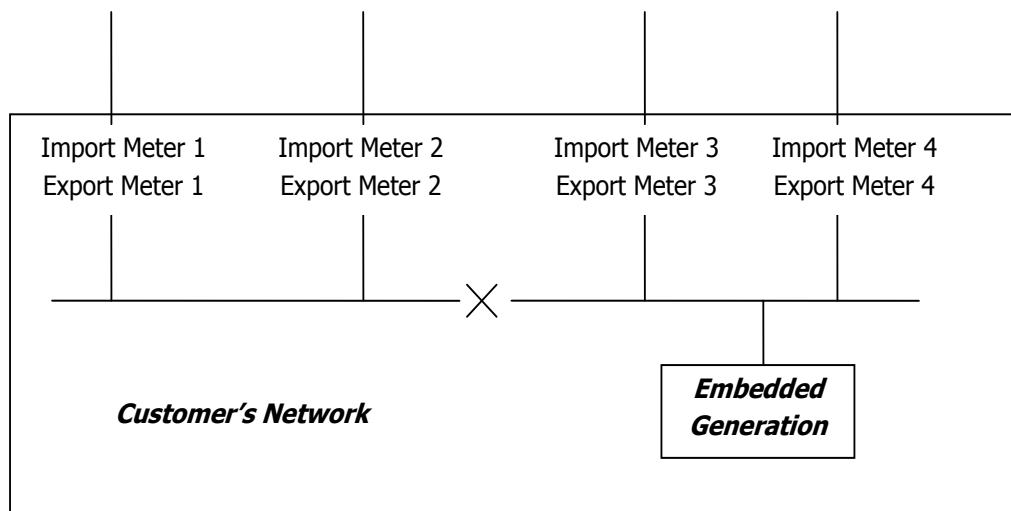 Import Meter 1
Export Meter 1
Import Meter 2
Export Meter 2
Import Meter 3
Export Meter 3
Import Meter 4
Export Meter 4
Customer's Network
Embedded
Generation